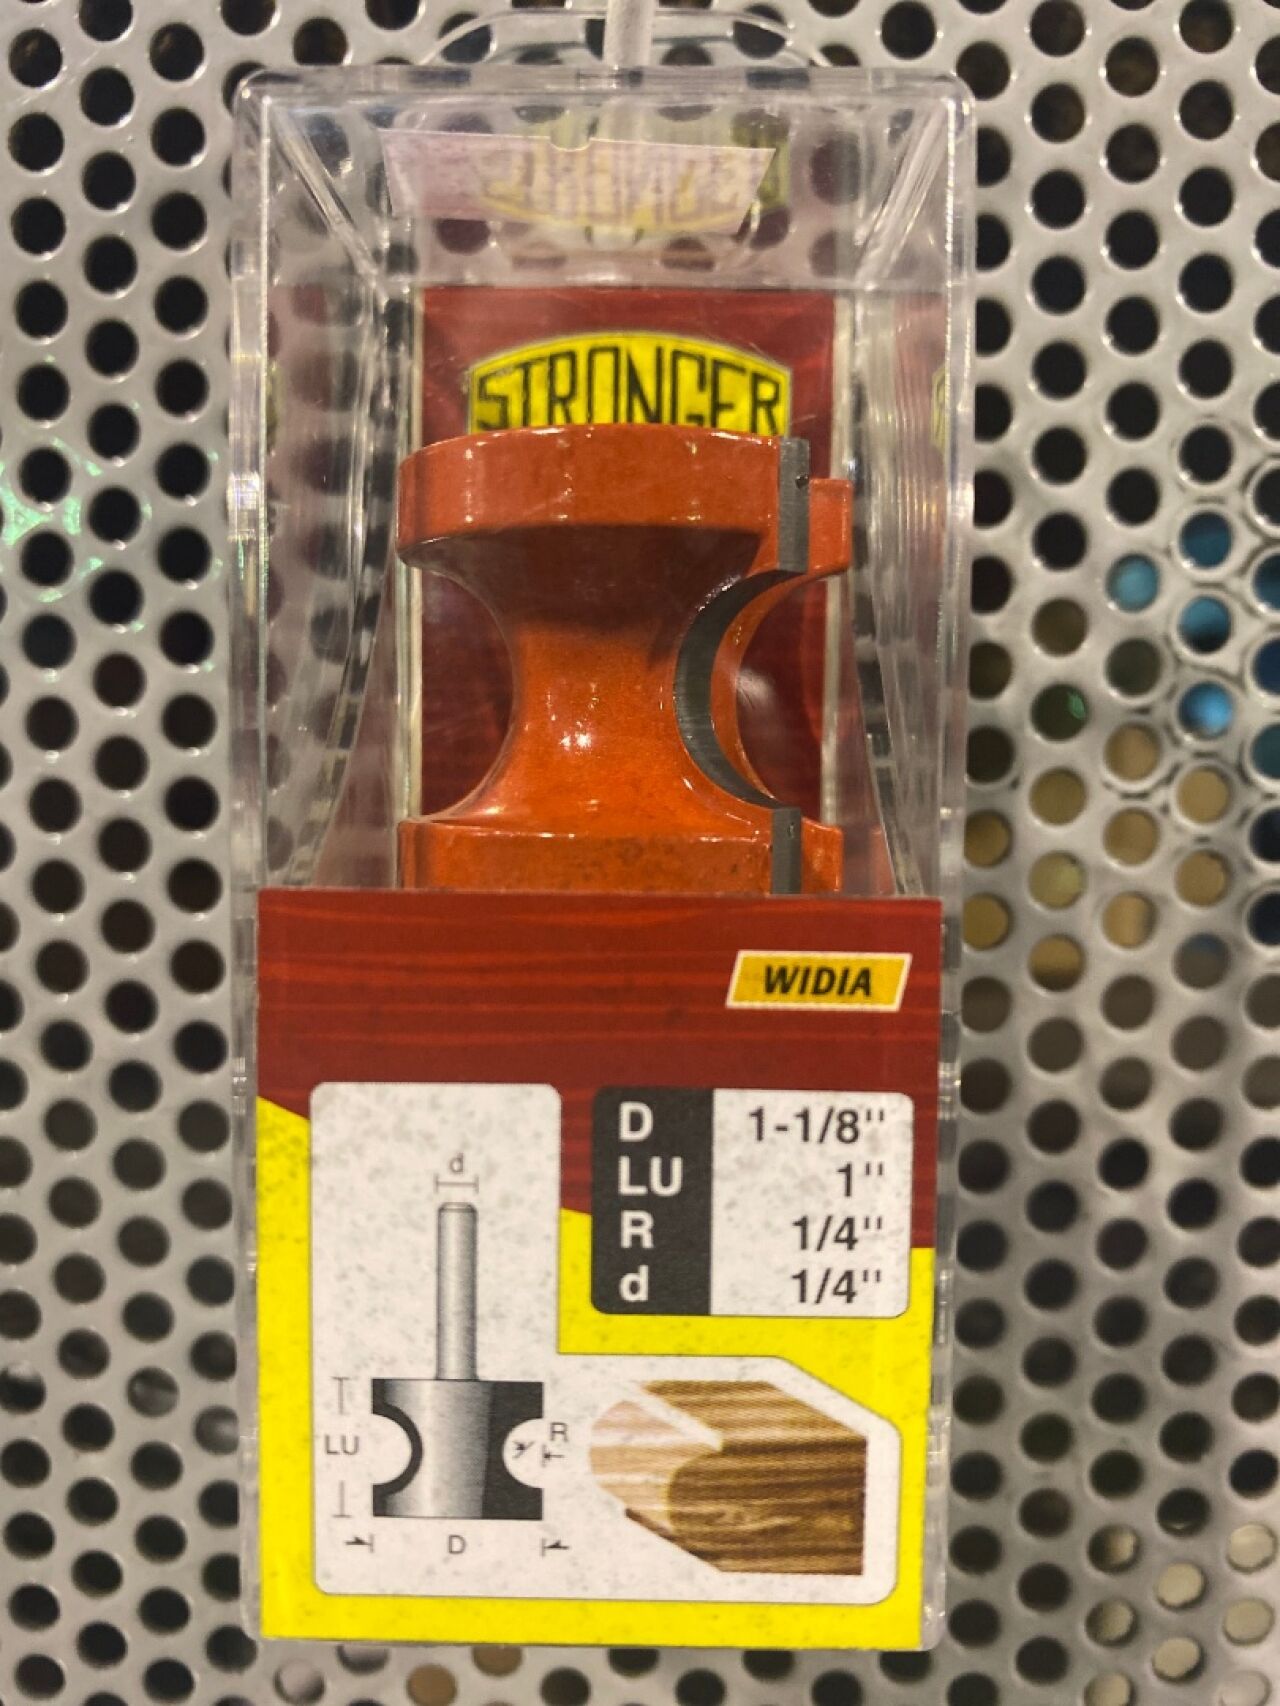 STRONGER
WIDIA
D 1-1/8"
LU 1"
R 1/4"
d 1/4"
d
LU
R
D